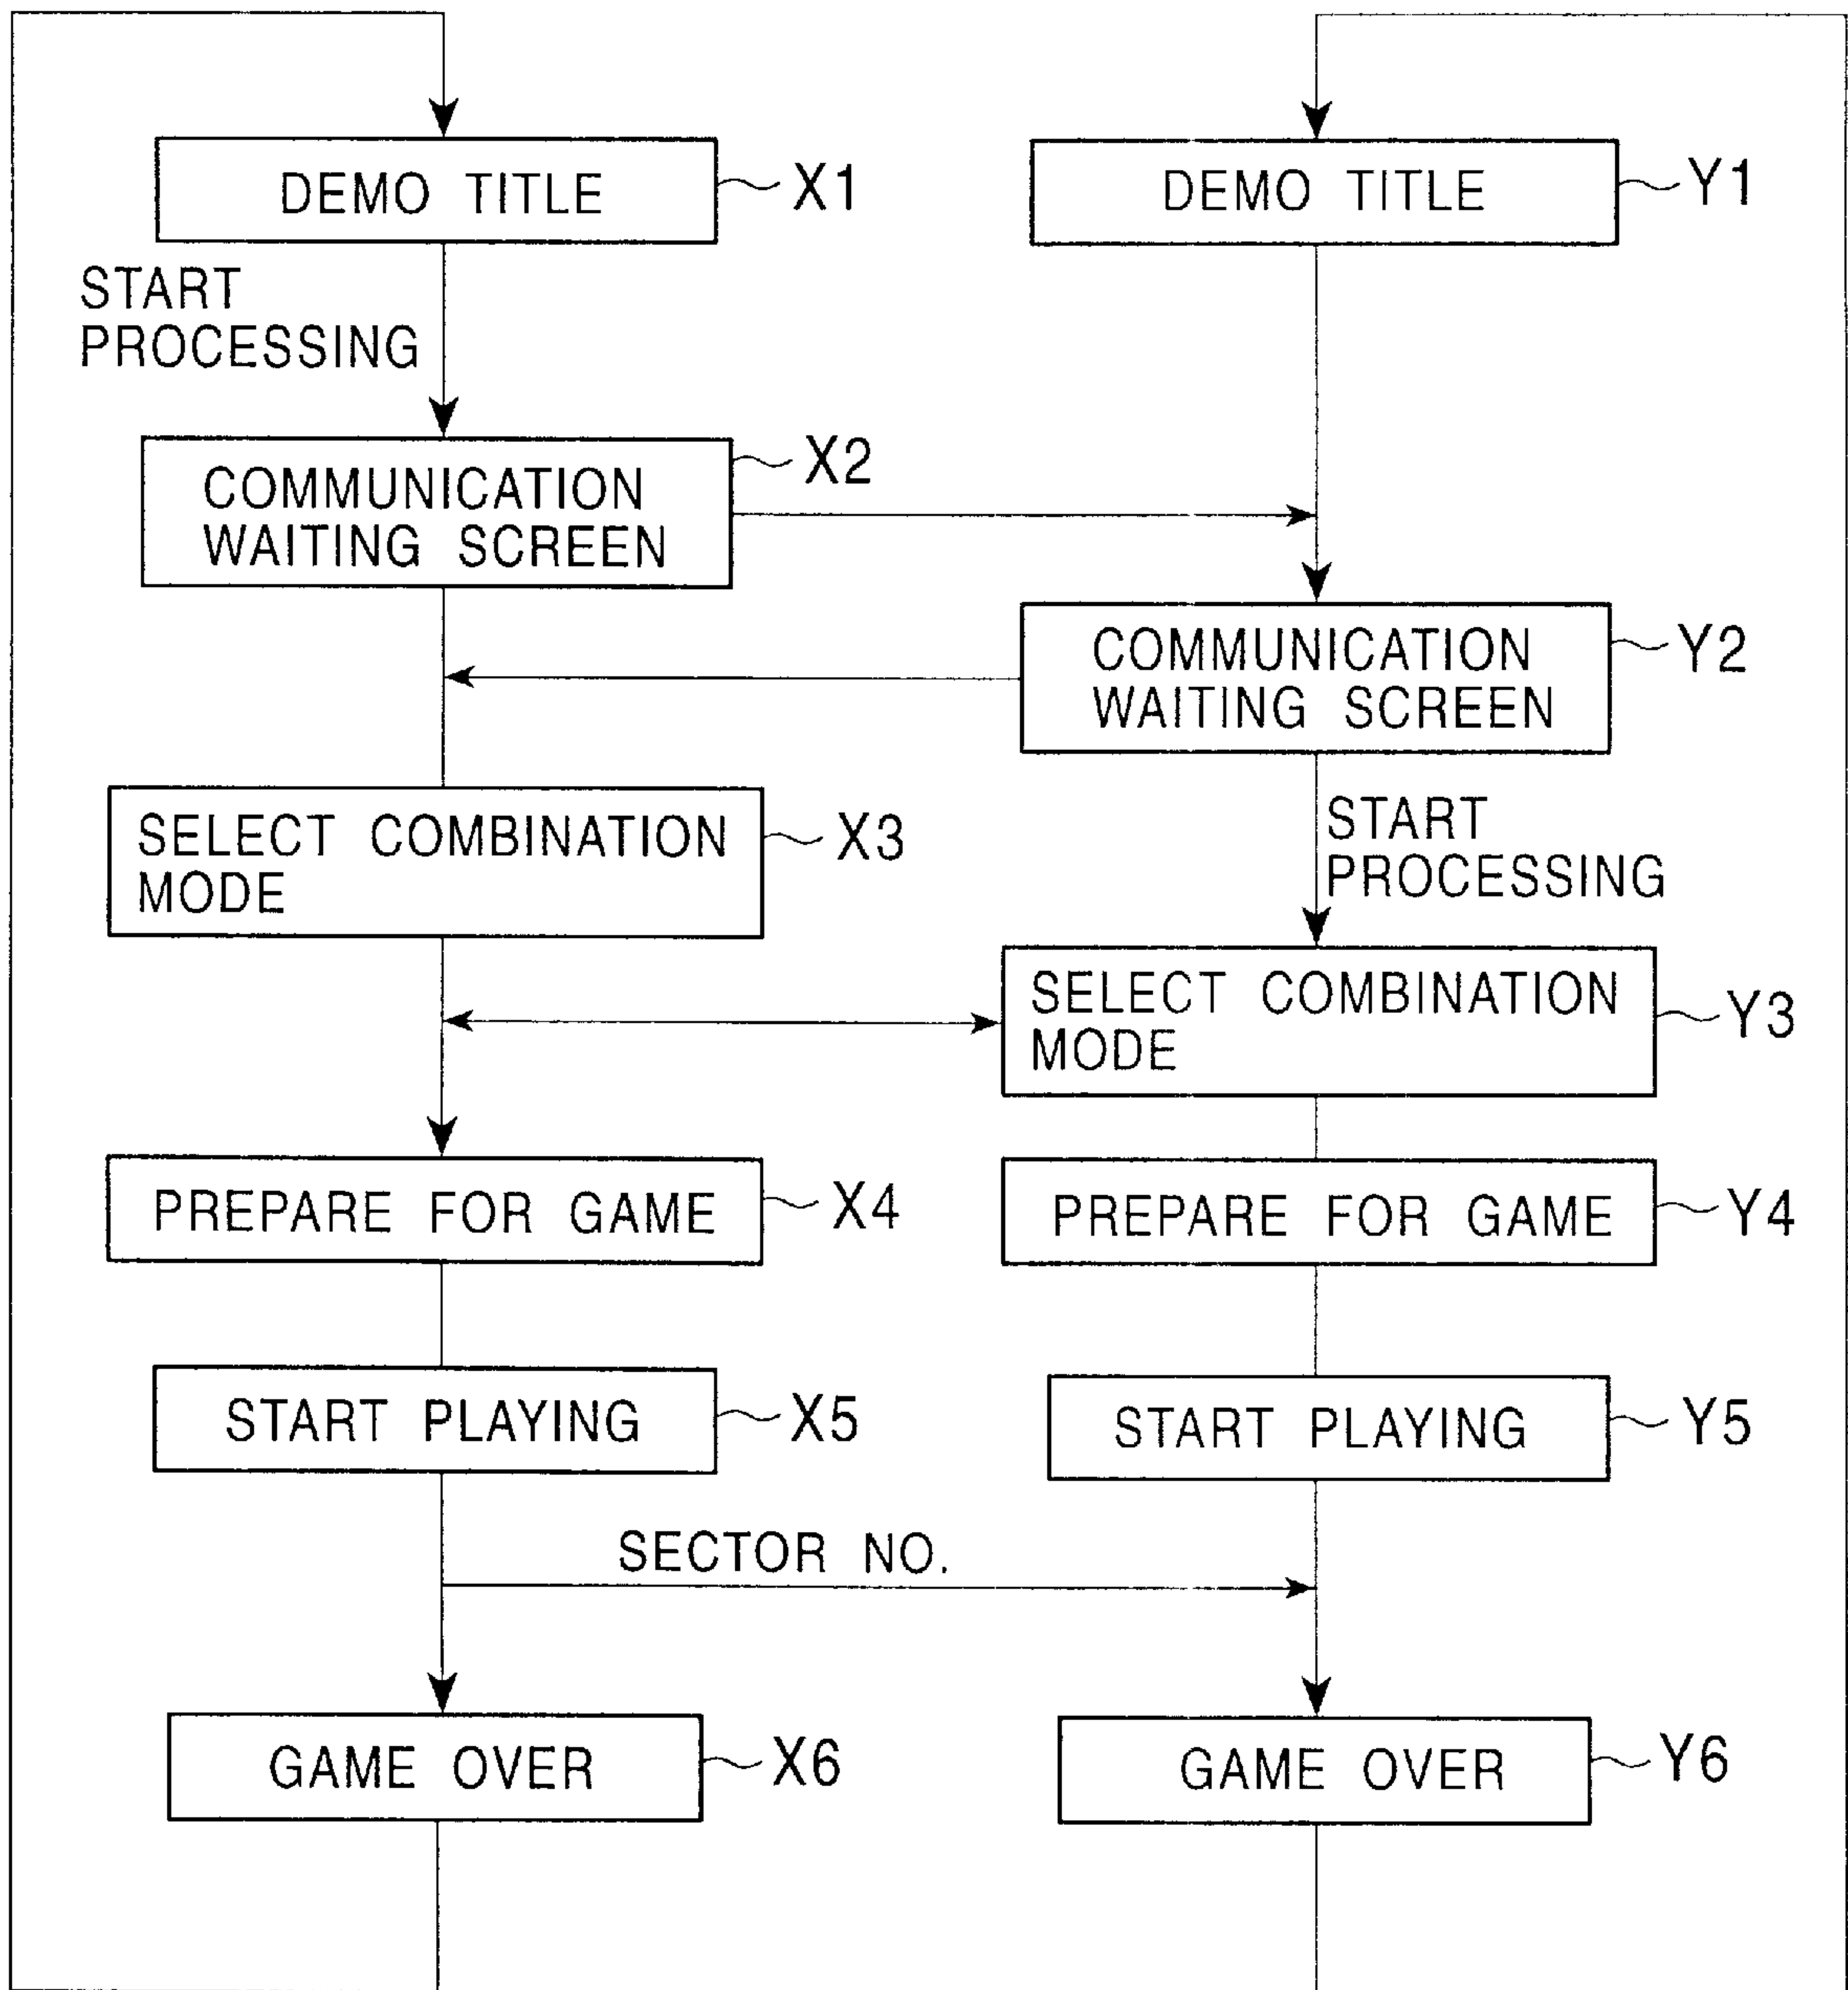 DEMO TITLE
X1
DEMO TITLE
Y1
START
PROCESSING
COMMUNICATION
WAITING SCREEN
X2
COMMUNICATION
WAITING SCREEN
Y2
SELECT COMBINATION
MODE
X3
START
PROCESSING
SELECT COMBINATION
MODE
Y3
PREPARE FOR GAME
X4
PREPARE FOR GAME
Y4
START PLAYING
X5
START PLAYING
Y5
SECTOR NO.
GAME OVER
X6
GAME OVER
Y6